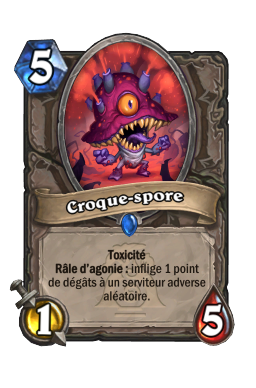 5
Croque-spore
Toxicité
Râle d'agonie : inflige 1 point
de dégâts à un serviteur adverse
aléatoire.
1
5